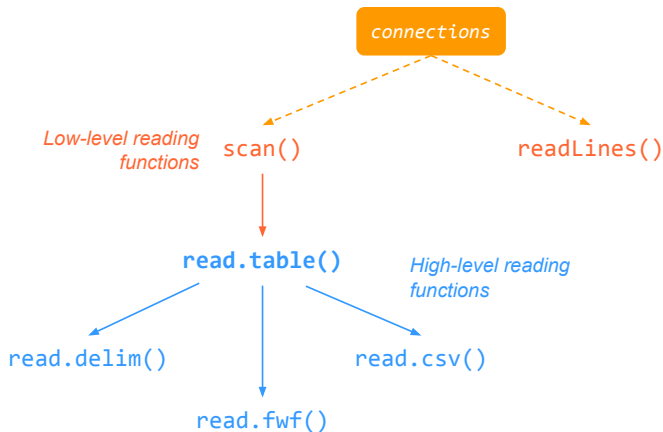 connections
Low-level reading
functions
scan()
readLines()
read.table()
High-level reading
functions
read.delim()
read.csv()
read.fwf()